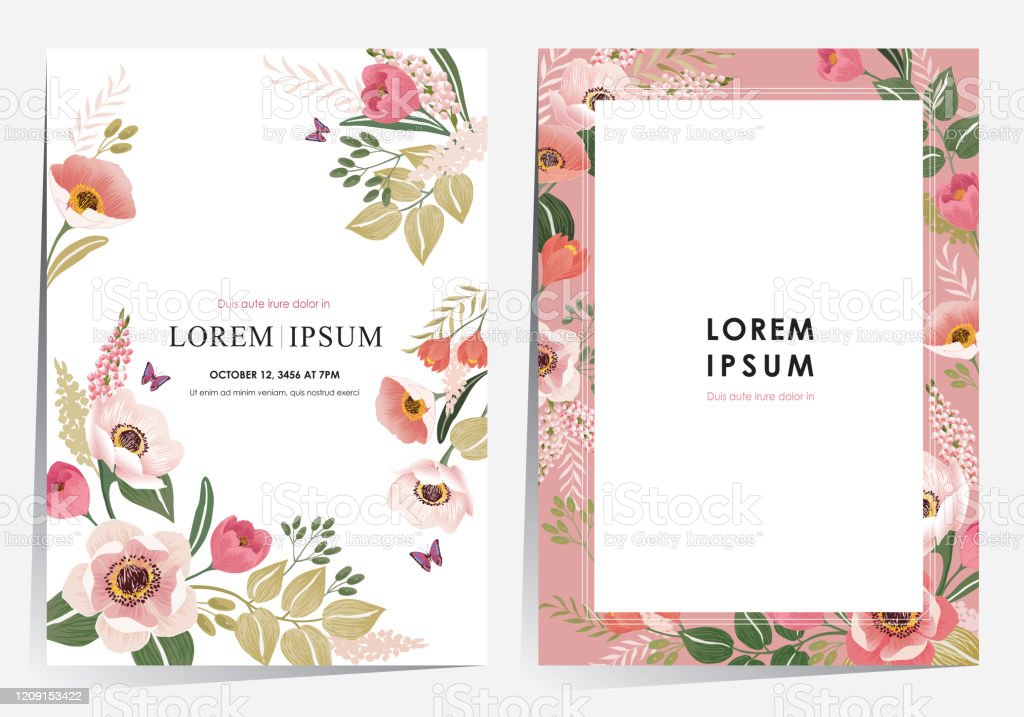 Duis aute irure dolor in
LOREM | IPSUM
OCTOBER 12, 3456 AT 7PM
Ut enim ad minim veniam, quis nostrud exerci
LOREM
IPSUM
Duis aute irure dolor in
iStock
by Getty Images™
1209153422